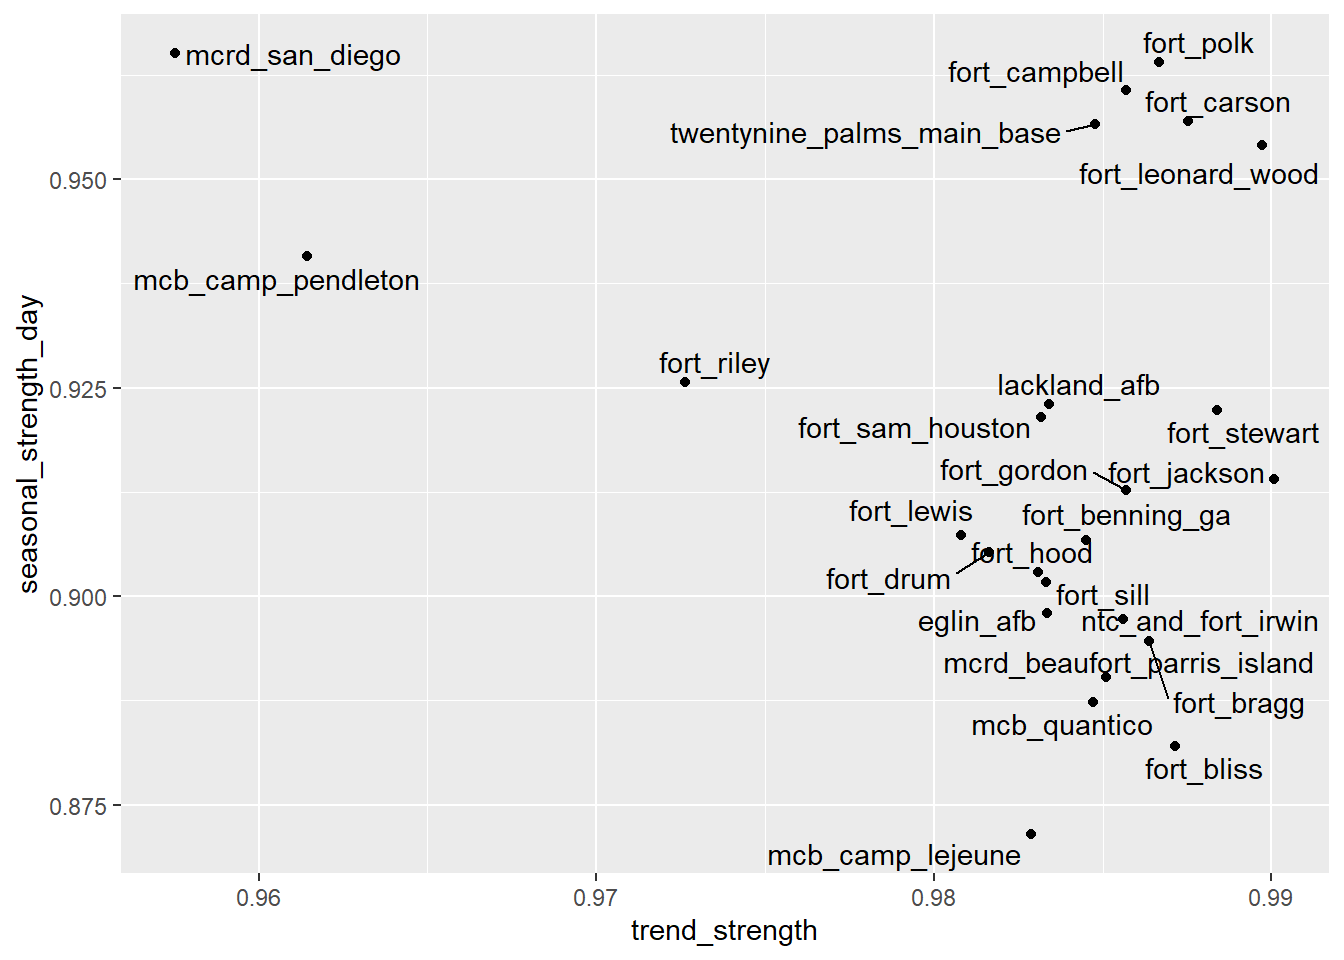 fort_polk
mcrd_san_diego
fort_campbell
fort_carson
twentynine_palms_main_base
fort_leonard_wood
0.950
mcb_camp_pendleton
fort_riley
lackland_afb
0.925
fort_sam_houston
fort_stewart
fort_gordon
fort_jackson
fort_lewis
fort_benning_ga
fort_hood
fort_drum
0.900
fort_sill
eglin_afb
ntc_and_fort_irwin
mcrd_beaufort_parris_island
fort_bragg
mcb_quantico
fort_bliss
0.875
mcb_camp_lejeune
seasonal_strength_day
0.96
0.97
0.98
0.99
trend_strength